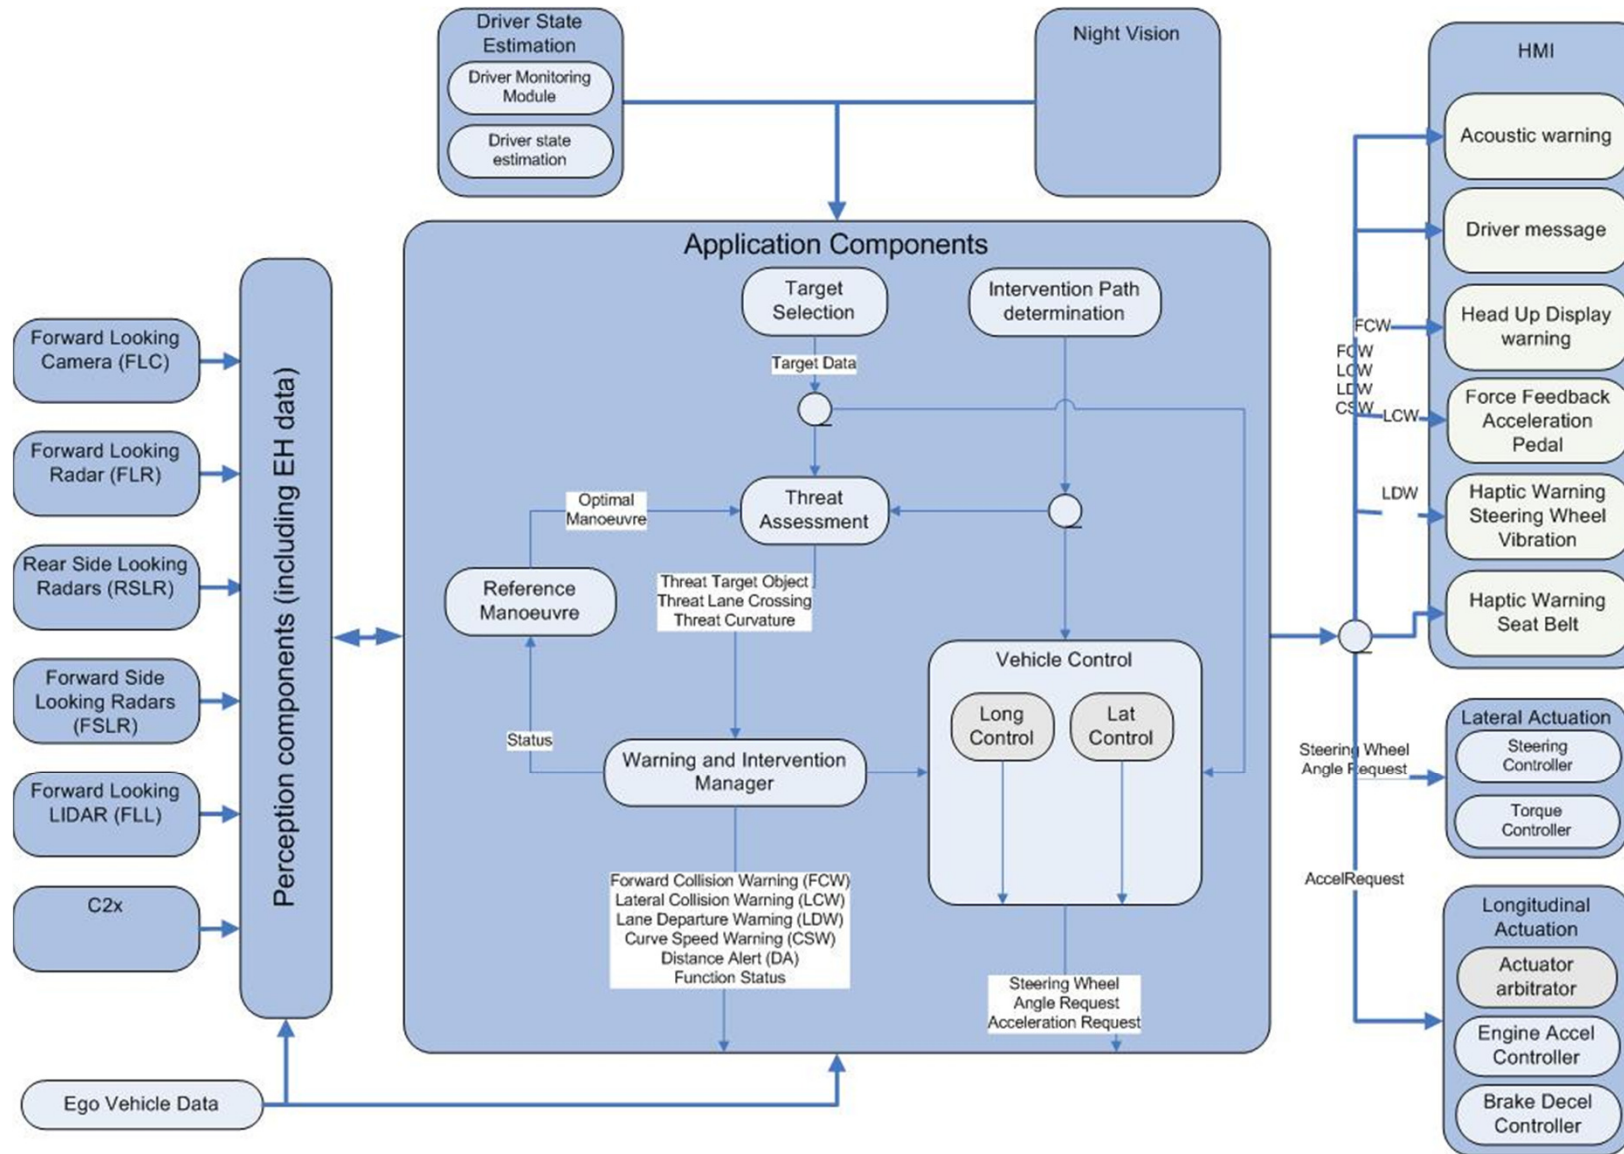 Driver State
Estimation
Driver Monitoring
Module
Driver state
estimation
Night Vision
HMI
Acoustic warning
Driver message
Head Up Display
warning
Force Feedback
Acceleration
Pedal
Haptic Warning
Steering Wheel
Vibration
Haptic Warning
Seat Belt
FCW
FCW
LCW
LDW
CSW
LCW
LDW
Forward Looking
Camera (FLC)
Forward Looking
Radar (FLR)
Rear Side Looking
Radars (RSLR)
Forward Side
Looking Radars
(FSLR)
Forward Looking
LIDAR (FLL)
C2x
Perception components (including EH data)
Ego Vehicle Data
Application Components
Target
Selection
Intervention Path
determination
Target Data
Threat
Assessment
Optimal
Manoeuvre
Reference
Manoeuvre
Threat Target Object
Threat Lane Crossing
Threat Curvature
Status
Warning and Intervention
Manager
Vehicle Control
Long
Control
Lat
Control
Forward Collision Warning (FCW)
Lateral Collision Warning (LCW)
Lane Departure Warning (LDW)
Curve Speed Warning (CSW)
Distance Alert (DA)
Function Status
Steering Wheel
Angle Request
Acceleration Request
Steering Wheel
Angle Request
AccelRequest
Lateral Actuation
Steering
Controller
Torque
Controller
Longitudinal
Actuation
Actuator
arbitrator
Engine Accel
Controller
Brake Decel
Controller